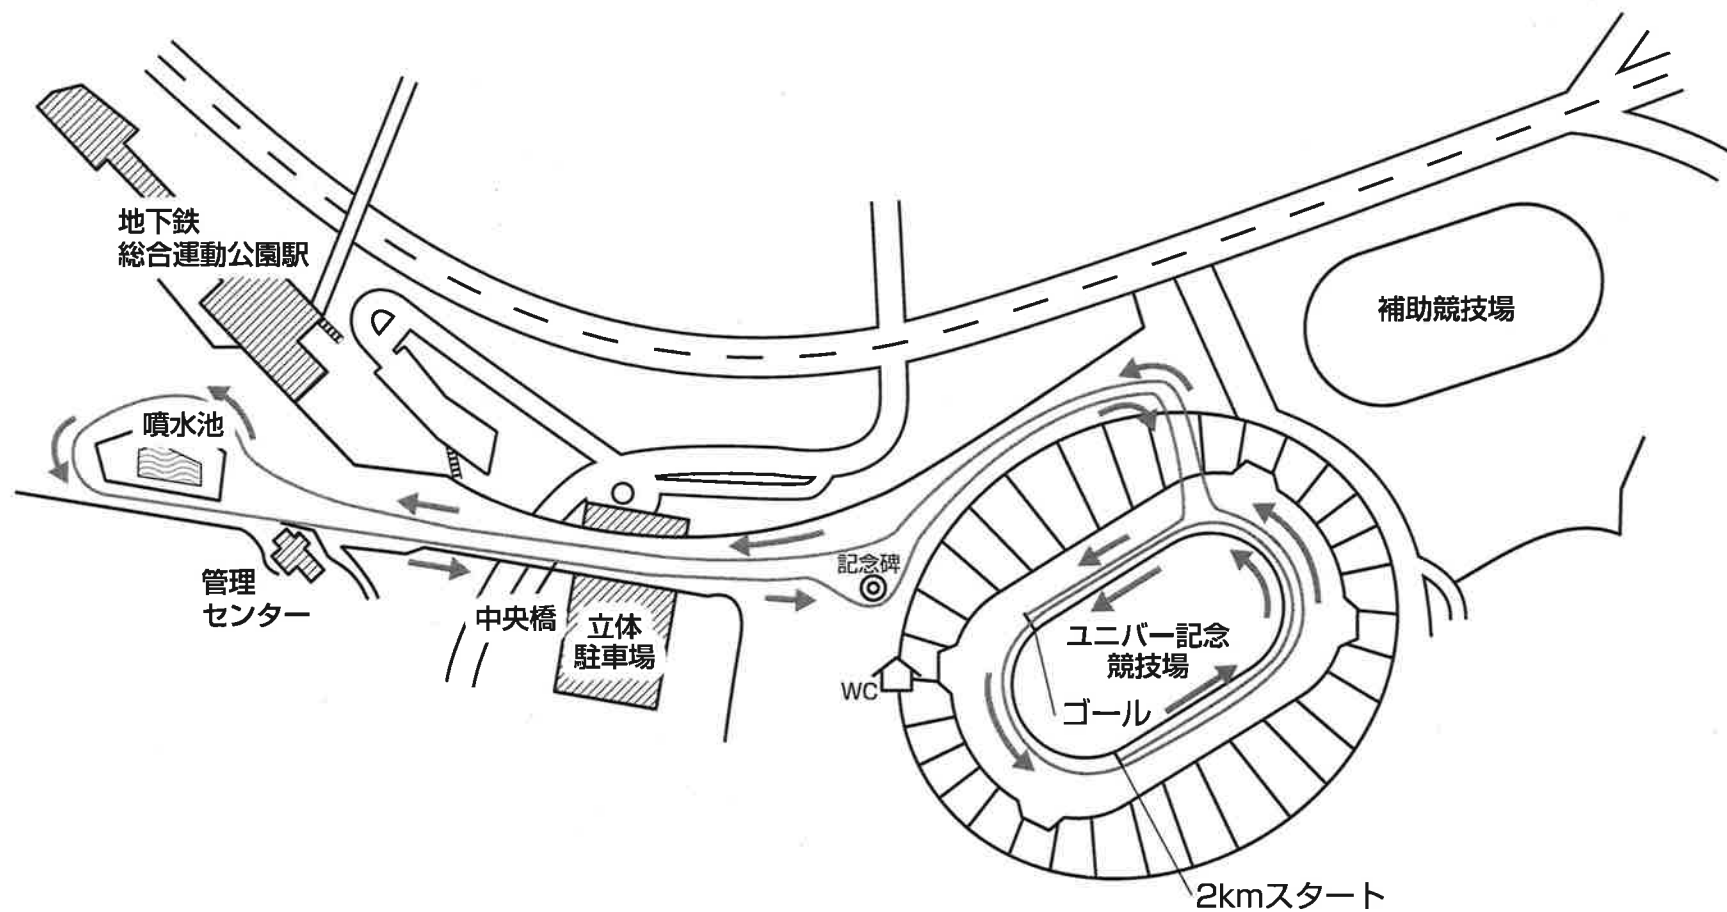 地下鉄
総合運動公園駅
補助競技場
噴水池
記念碑
管理
センター
中央橋
立体
駐車場
ユニバー記念
競技場
WC
ゴール
2kmスタート